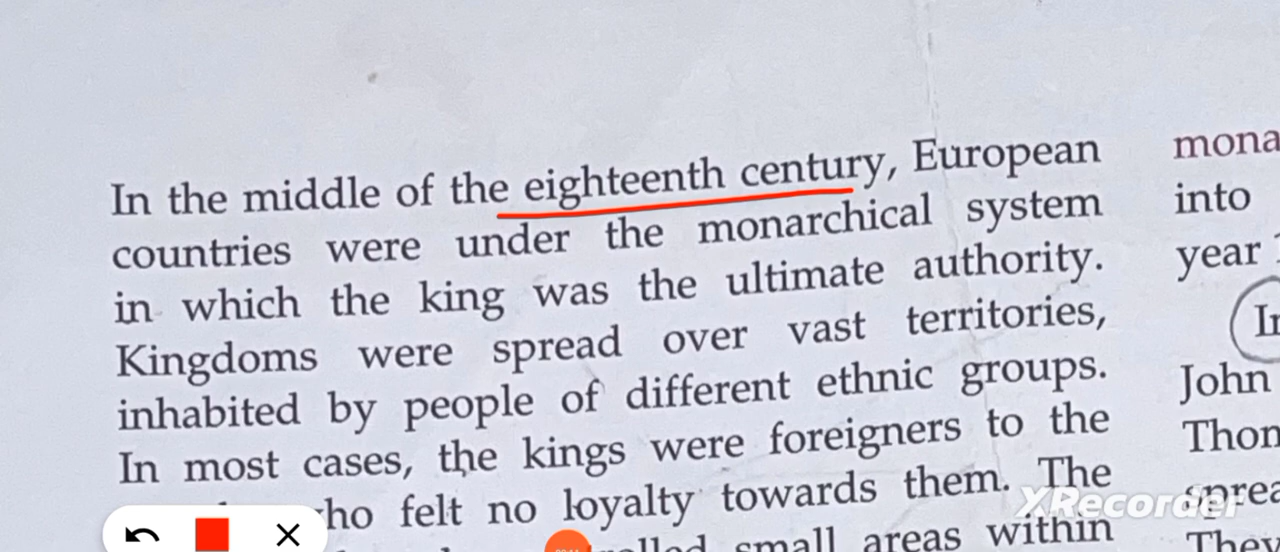 In the middle of the eighteenth century, European
countries were under the monarchical system
in which the king was the ultimate authority.
Kingdoms were spread over vast territories,
inhabited by people of different ethnic groups.
In most cases, the kings were foreigners to the
who felt no loyalty towards them. The
small areas within
mona
into
year
In
John
Thom
sprea
They
XRecorder